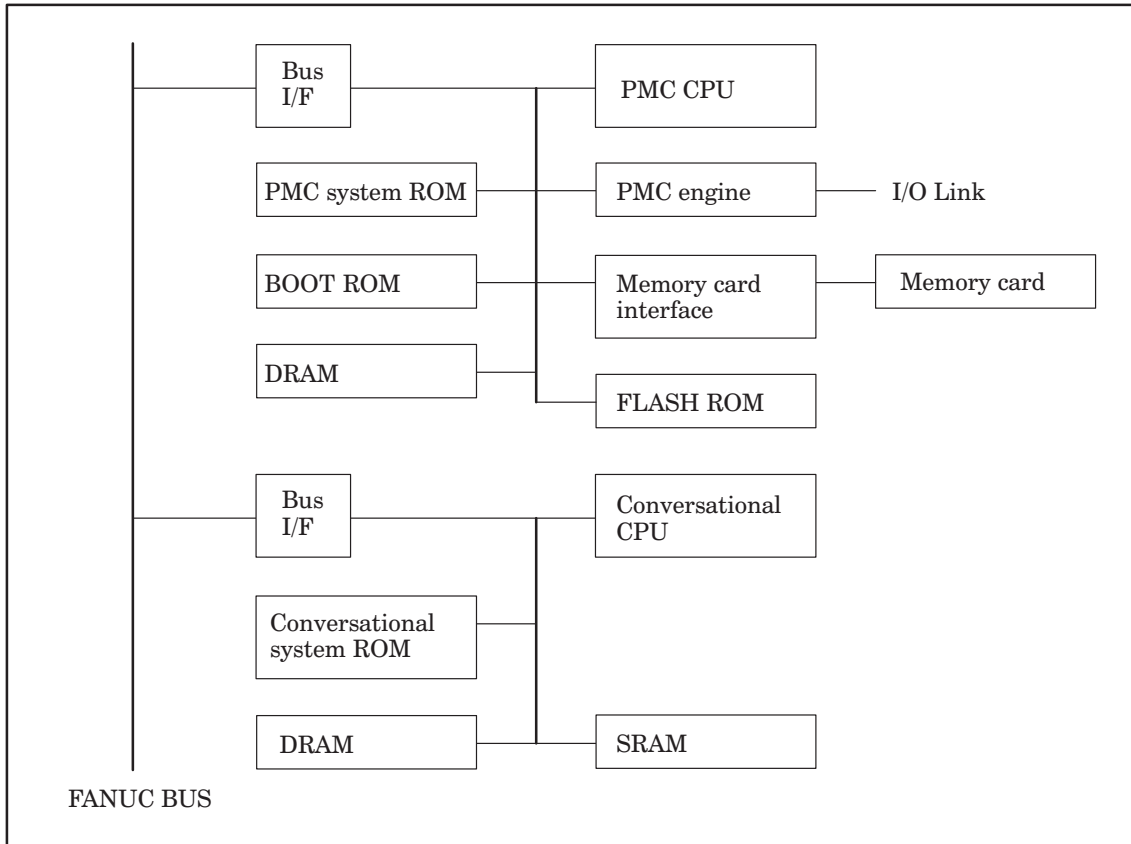 Bus
I/F
PMC CPU
PMC system ROM
PMC engine
I/O Link
BOOT ROM
Memory card
interface
Memory card
DRAM
FLASH ROM
Bus
I/F
Conversational
CPU
Conversational
system ROM
DRAM
SRAM
FANUC BUS